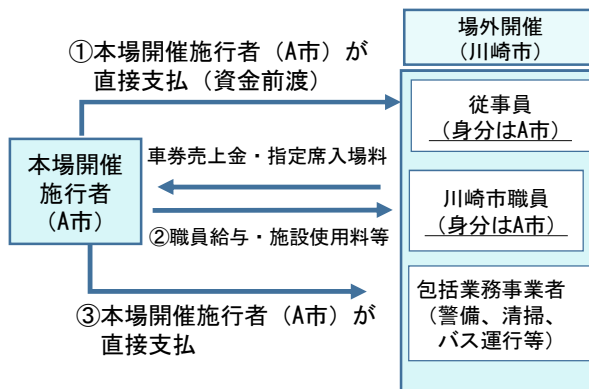 場外開催
（川崎市）
①本場開催施行者（A市）が
直接支払（資金前渡）
従事員
（身分はA市）
車券売上金・指定席入場料
本場開催
施行者
（A市）
川崎市職員
（身分はA市）
②職員給与・施設使用料等
包括業務事業者
（警備、清掃、
バス運行等）
③本場開催施行者（A市）が
直接支払